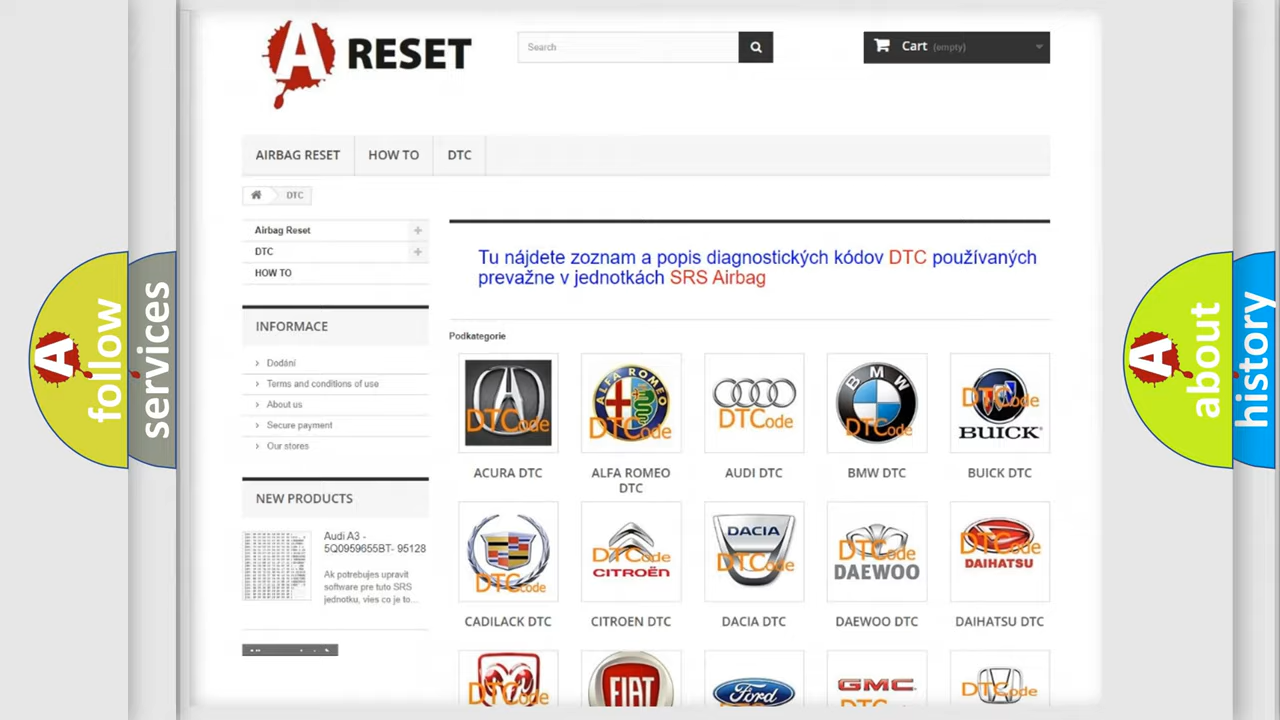 A RESET
Search
Cart (empty)
AIRBAG RESET
HOW TO
DTC
DTC
Airbag Reset
DTC
HOW TO
Tu nájdete zoznam a popis diagnostických kódov DTC používaných
prevažne v jednotkách SRS Airbag
INFORMACE
Dodání
Terms and conditions of use
About us
Secure payment
Our stores
NEW PRODUCTS
Audi A3 -
5Q0959655BT- 95128
Ak potrebujes upravit
software pre tuto SRS
jednotku, vies co je to...
Podkategorie
DTCode
ALFA ROMEO
DTCode
DTCode
BMW
DTCode
DTCode
BUICK
ACURA DTC
ALFA ROMEO
DTC
AUDI DTC
BMW DTC
BUICK DTC
DTCode
DTCode
CITROËN
DACIA
DTCode
DTCode
DAEWOO
DTCode
DAIHATSU
CADILACK DTC
CITROEN DTC
DACIA DTC
DAEWOO DTC
DAIHATSU DTC
DTCode
FIAT
Ford
GMC
DTCode
A follow
services
A about
history